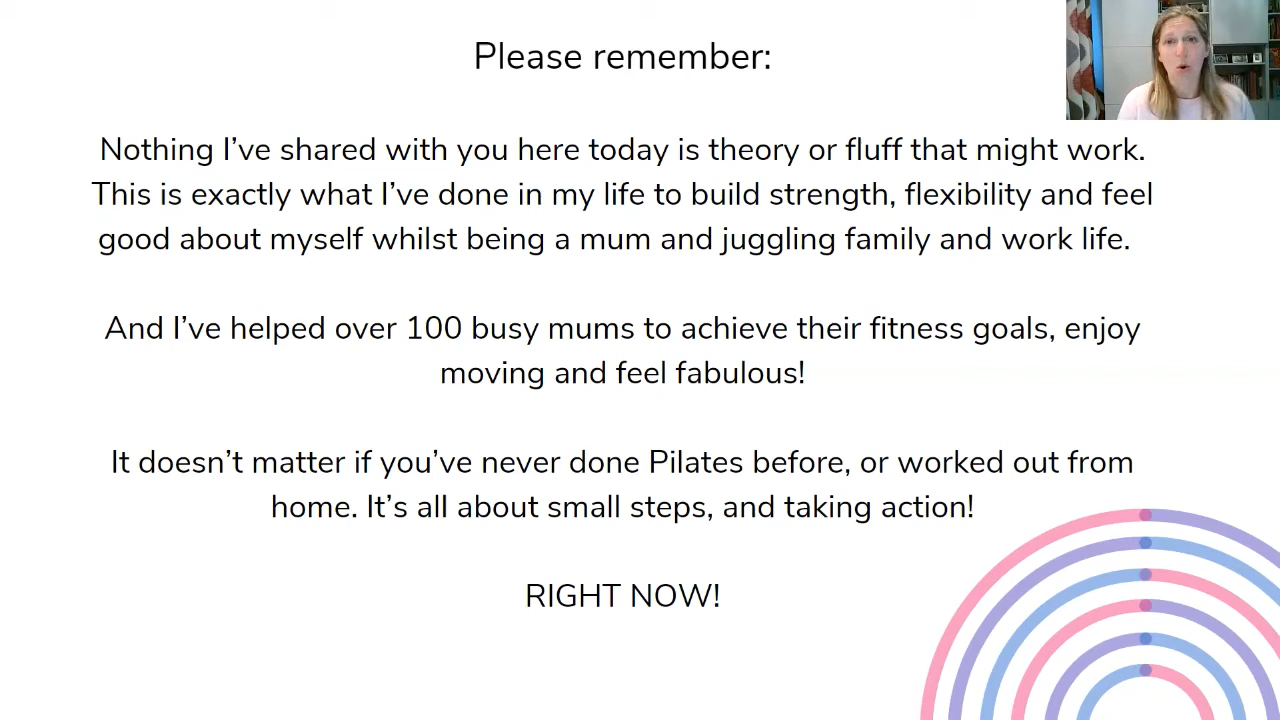 Please remember:
Nothing I’ve shared with you here today is theory or fluff that might work.
This is exactly what I’ve done in my life to build strength, flexibility and feel
good about myself whilst being a mum and juggling family and work life.
And I’ve helped over 100 busy mums to achieve their fitness goals, enjoy
moving and feel fabulous!
It doesn’t matter if you’ve never done Pilates before, or worked out from
home. It’s all about small steps, and taking action!
RIGHT NOW!